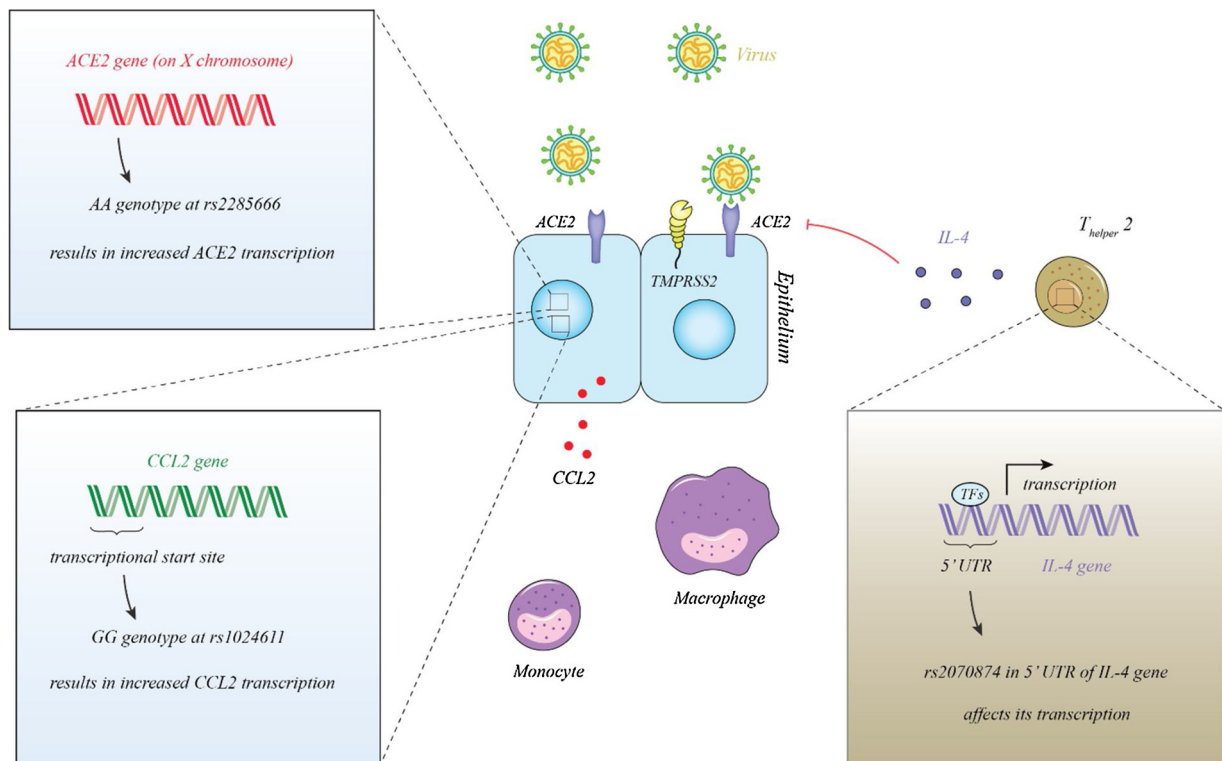 ACE2 gene (on X chromosome)
AA genotype at rs2285666
results in increased ACE2 transcription
Virus
ACE2
TMPRSS2
ACE2
Epithelium
IL-4
T helper 2
CCL2 gene
transcriptional start site
GG genotype at rs1024611
results in increased CCL2 transcription
CCL2
Macrophage
Monocyte
TFs
transcription
5' UTR
IL-4 gene
rs2070874 in 5' UTR of IL-4 gene
affects its transcription